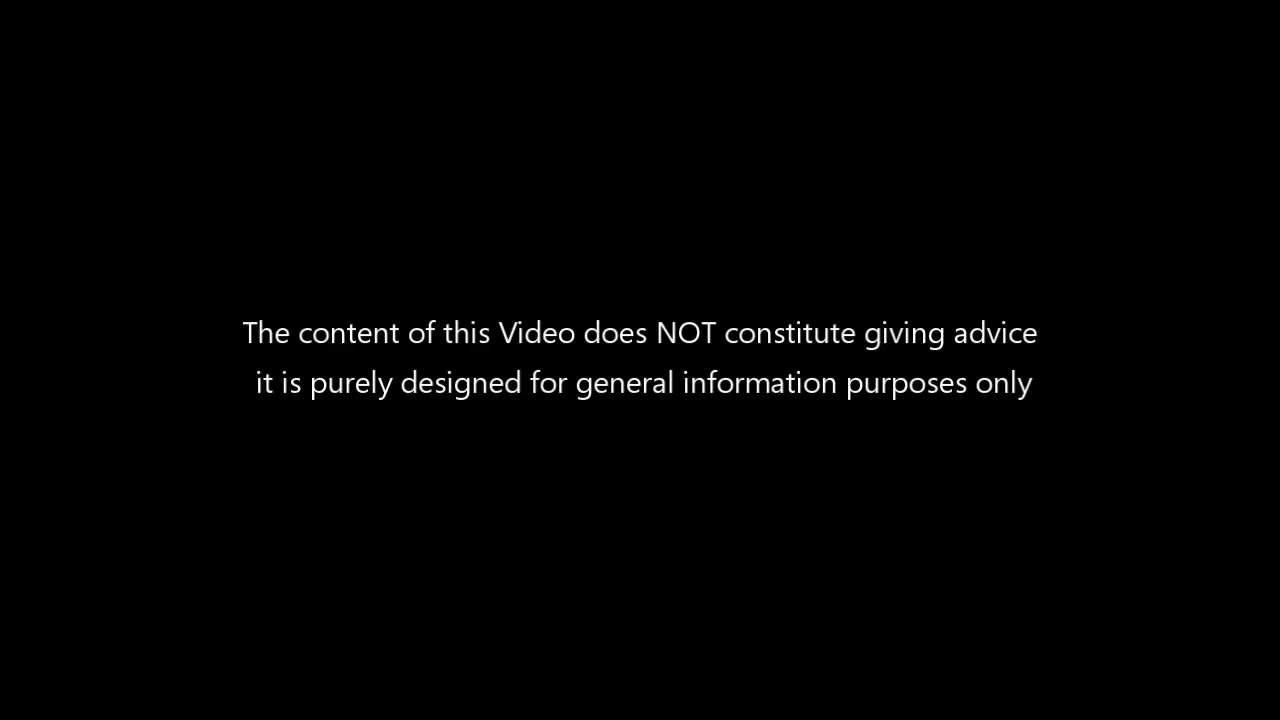 The content of this Video does NOT constitute giving advice
it is purely designed for general information purposes only